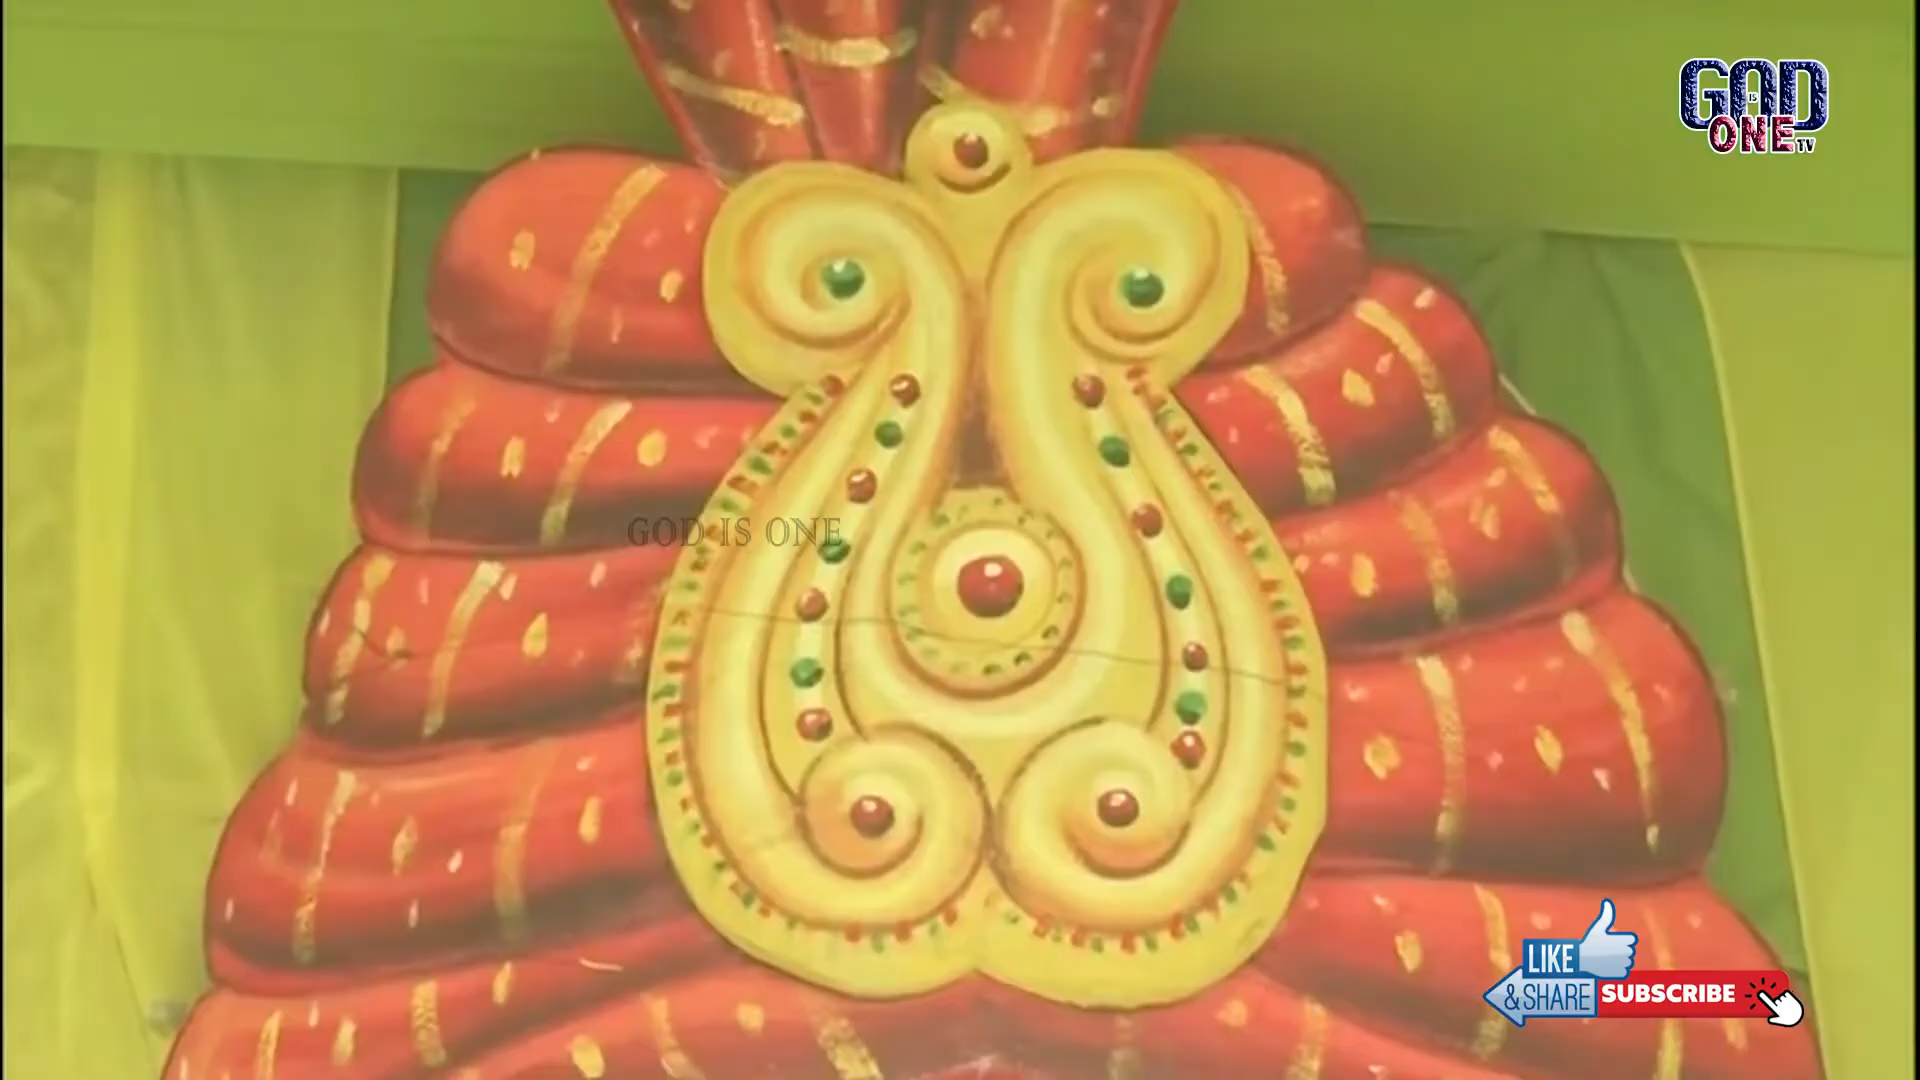 GOD
IS
ONE TV
GOD IS ONE
LIKE
& SHARE
SUBSCRIBE